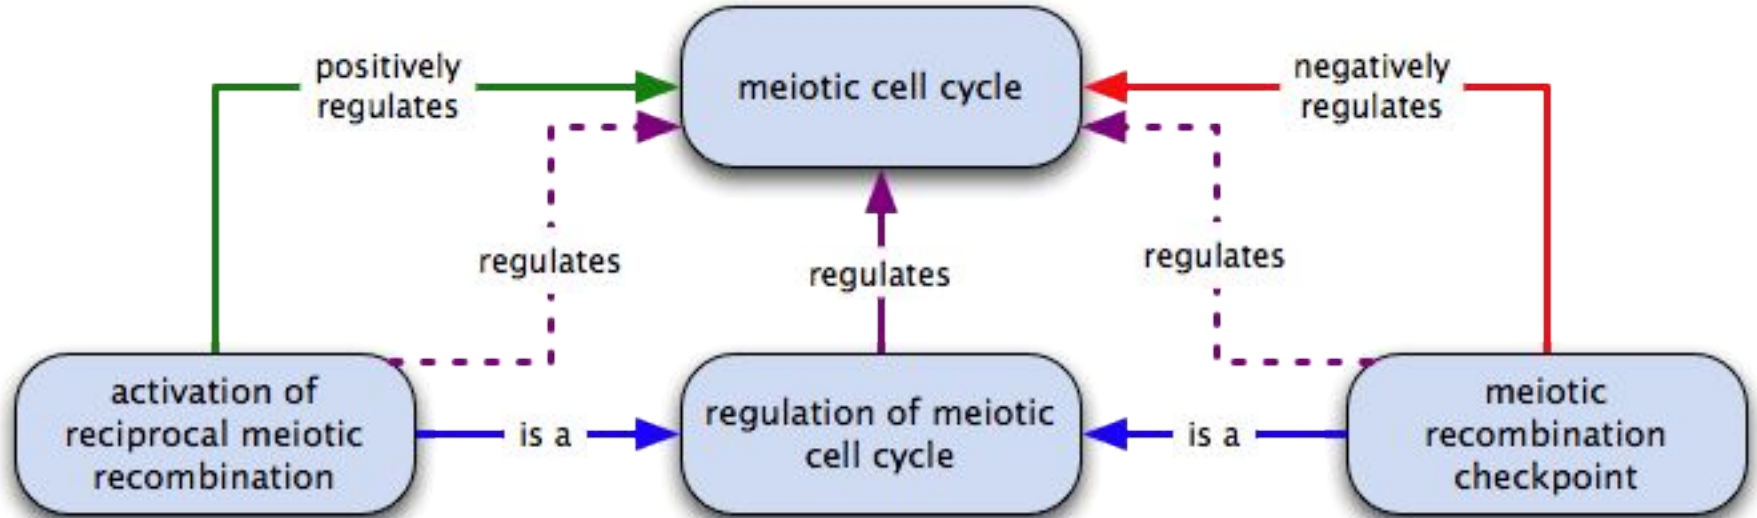 positively
regulates
meiotic cell cycle
negatively
regulates
regulates
regulates
regulates
activation of
reciprocal meiotic
recombination
is a
regulation of meiotic
cell cycle
is a
meiotic
recombination
checkpoint